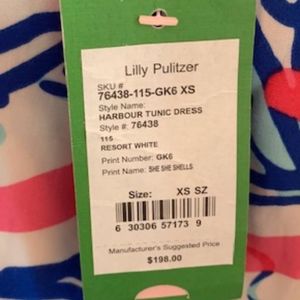 Lilly Pulitzer
SKU #
76438-115-GK6 XS
Style Name:
HARBOUR TUNIC DRESS
Style #: 76438
115
RESORT WHITE
Print Number: GK6
Print Name: SHE SHE SHELLS
Size: XS SZ
6 30306 57173 9
Manufacturer's Suggested Price
$198.00